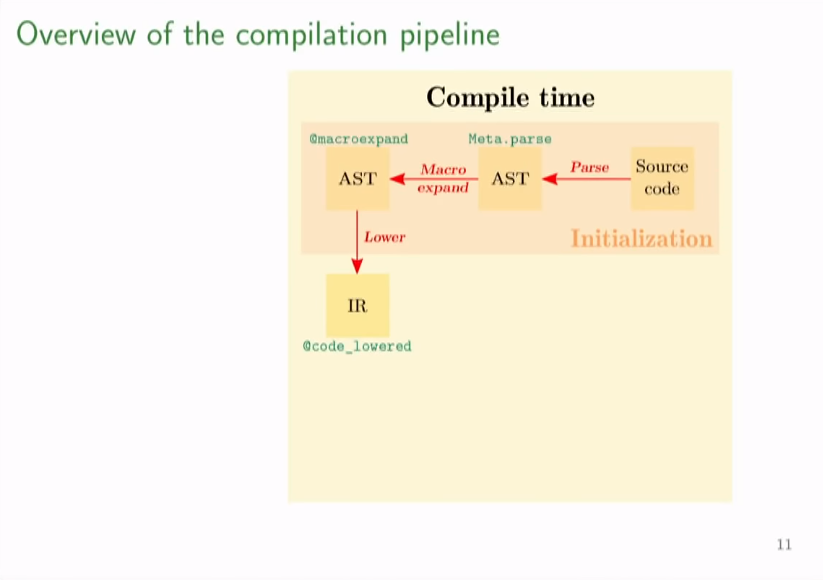 Overview of the compilation pipeline
Compile time
@macroexpand
Meta.parse
AST
Macro
expand
AST
Parse
Source
code
Lower
Initialization
IR
@code_lowered
11